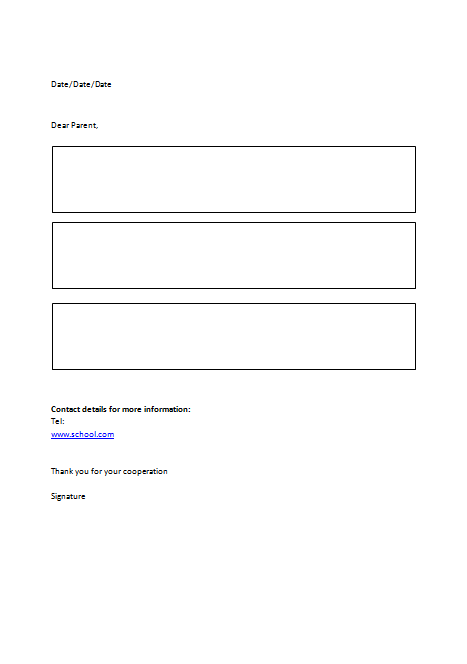 Date/Date/Date
Dear Parent,
Contact details for more information:
Tel:
www.school.com
Thank you for your cooperation
Signature